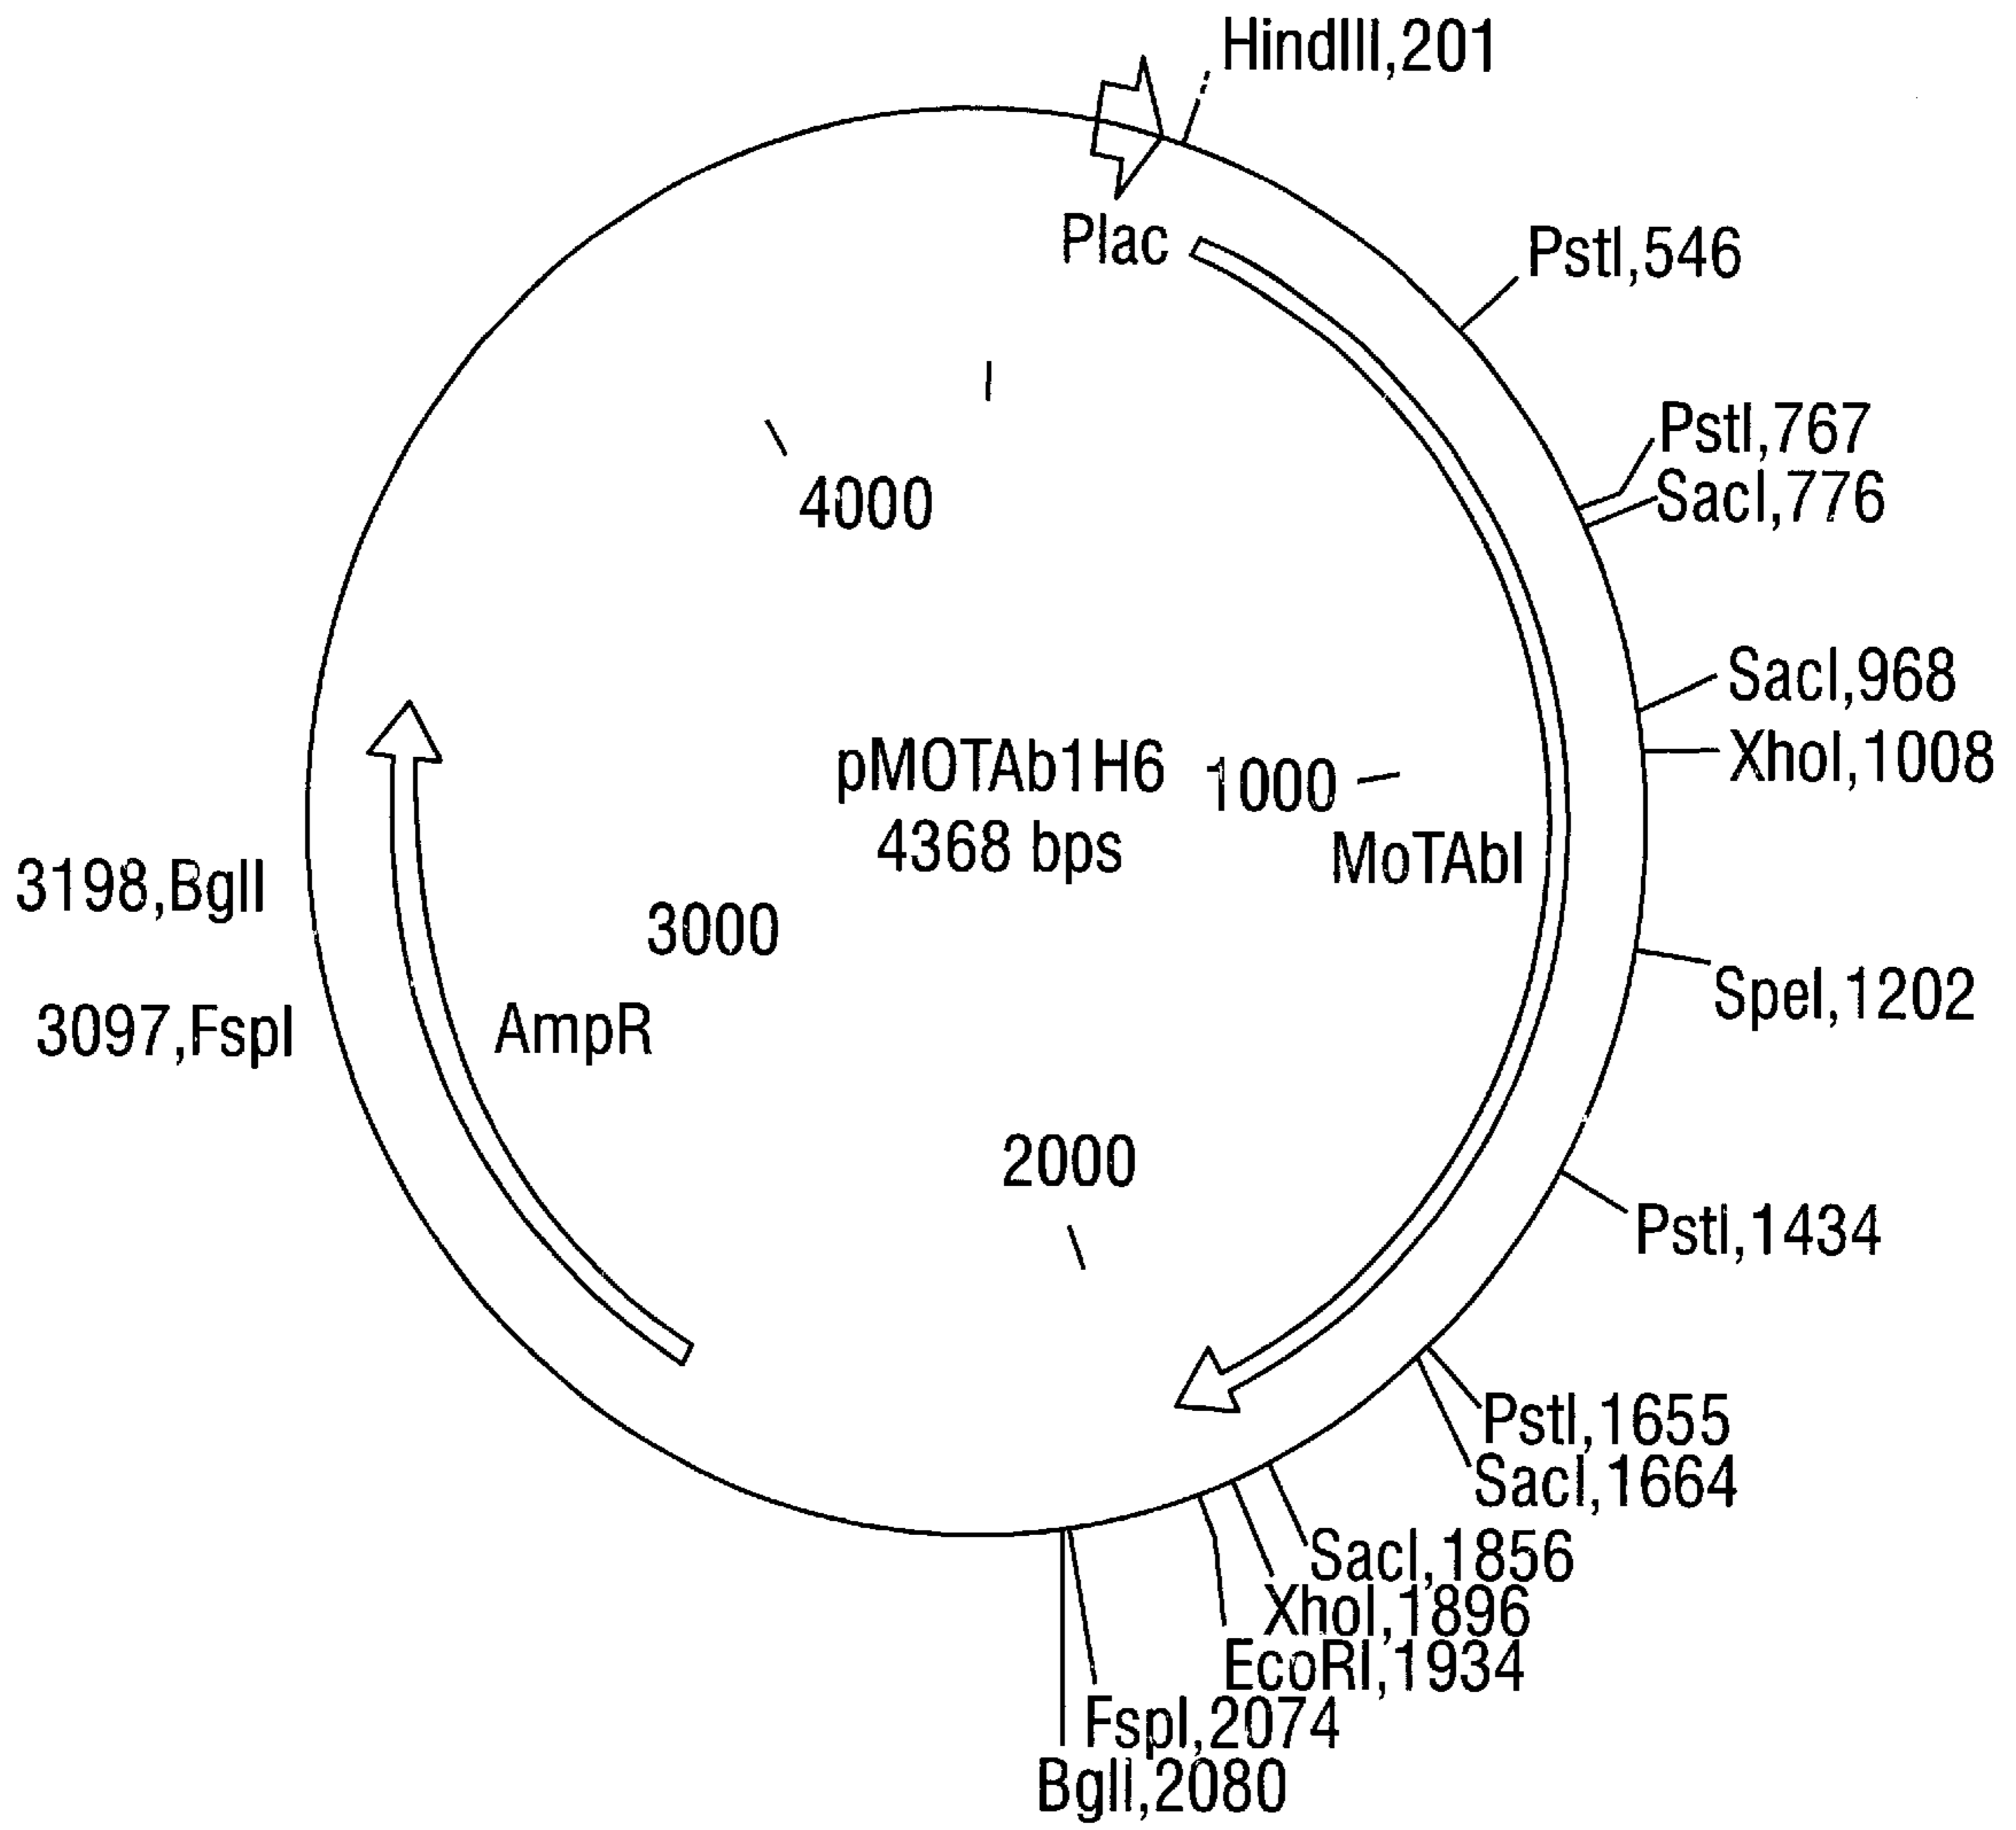 HindIII,201
Plac
PstI,546
PstI,767
SacI,776
4000
SacI,968
XhoI,1008
pMOTAb1H6
4368 bps
1000
MoTAbI
3198,BglI
3000
3097,FspI
AmpR
SpeI,1202
2000
PstI,1434
PstI,1655
SacI,1664
SacI,1856
XhoI,1896
EcoRI,1934
FspI,2074
BglI,2080